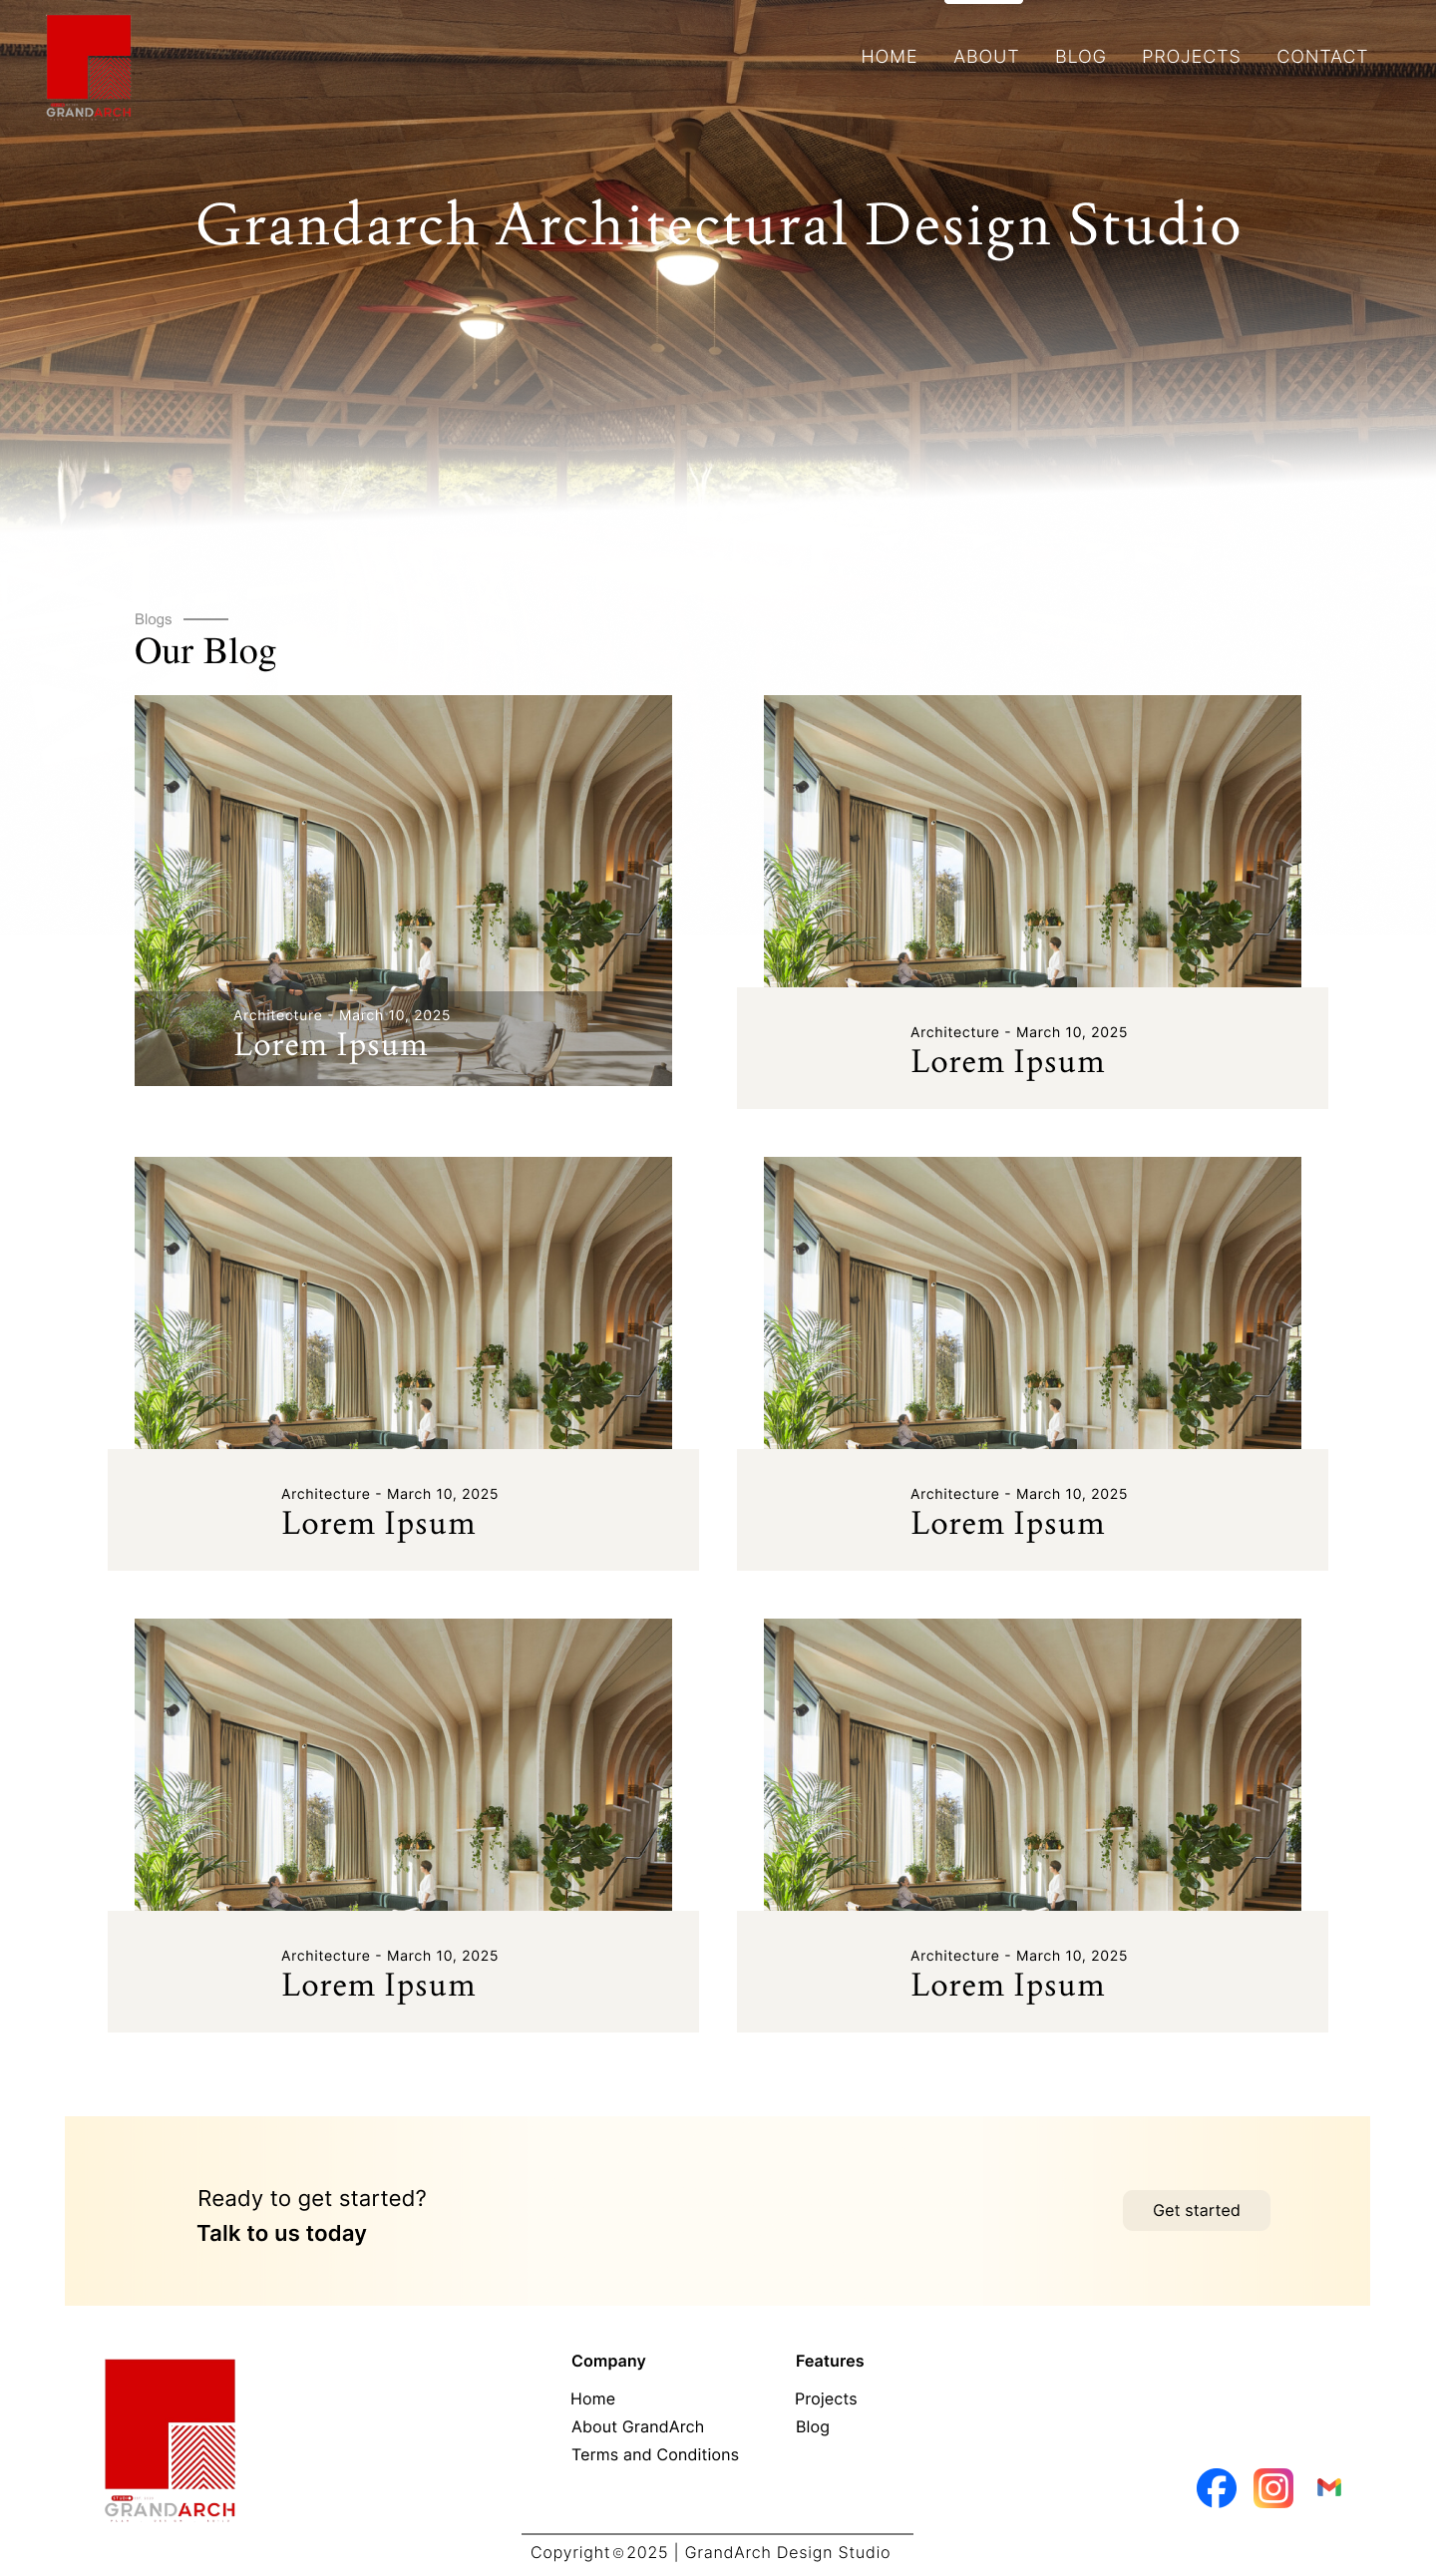 GRANDARCH
HOME ABOUT BLOG PROJECTS CONTACT
Grandarch Architectural Design Studio
Blogs
Our Blog
Architecture - March 10, 2025
Lorem Ipsum
Architecture - March 10, 2025
Lorem Ipsum
Architecture - March 10, 2025
Lorem Ipsum
Architecture - March 10, 2025
Lorem Ipsum
Architecture - March 10, 2025
Lorem Ipsum
Architecture - March 10, 2025
Lorem Ipsum
Ready to get started?
Talk to us today
Get started
STUDIO
GRANDARCH
Company
Home
About GrandArch
Terms and Conditions
Features
Projects
Blog
Copyright©2025 | GrandArch Design Studio